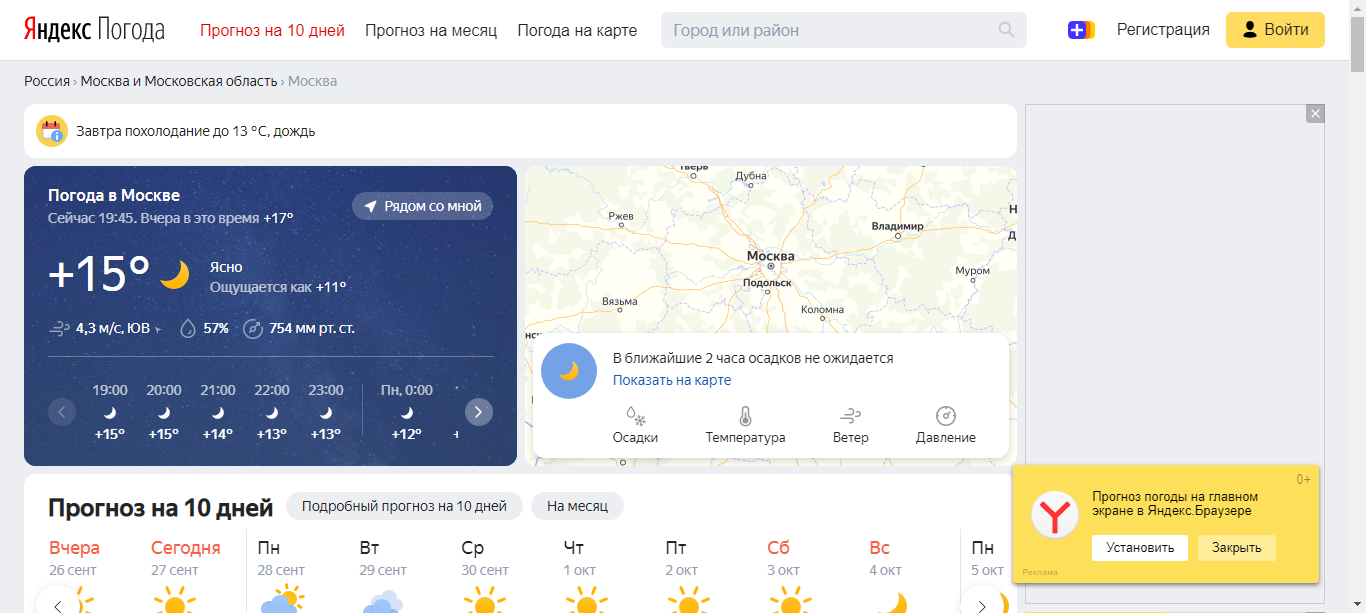 Яндекс Погода
Прогноз на 10 дней
Прогноз на месяц
Погода на карте
Город или район
Регистрация
Войти
Россия › Москва и Московская область › Москва
Завтра похолодание до 13 °C, дождь
Погода в Москве
Сейчас 19:45. Вчера в это время +17°
Рядом со мной
+15°
Ясно
Ощущается как +11°
4,3 м/с, ЮВ
57%
754 мм рт. ст.
19:00 20:00 21:00 22:00 23:00 Пн, 0:00
+15° +15° +14° +13° +13° +12°
Тверь
Дубна
Ржев
Владимир
Москва
Муром
Подольск
Вязьма
Коломна
В ближайшие 2 часа осадков не ожидается
Показать на карте
Осадки Температура Ветер Давление
Прогноз на 10 дней
Подробный прогноз на 10 дней
На месяц
Вчера Сегодня Пн Вт Ср Чт Пт Сб Вс Пн
26 сент 27 сент 28 сент 29 сент 30 сент 1 окт 2 окт 3 окт 4 окт 5 окт
0+
Прогноз погоды на главном
экране в Яндекс.Браузере
Установить
Закрыть
Реклама